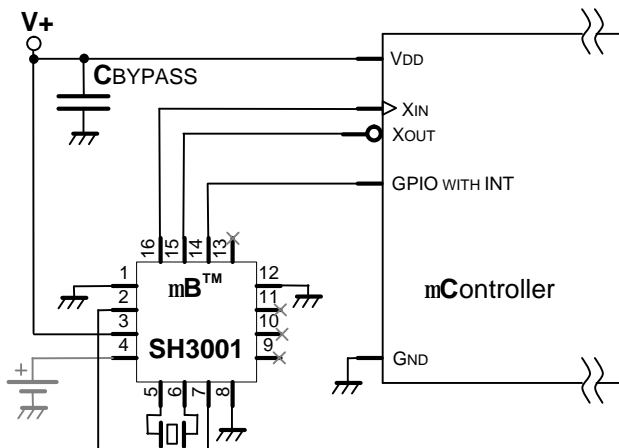 V+
CBYPASS
VDD
XIN
XOUT
GPIO WITH INT
16 15 14 13
1 12
2 11
3 10
4 9
mB™
SH3001
mController
+
GND
5 6 7 8